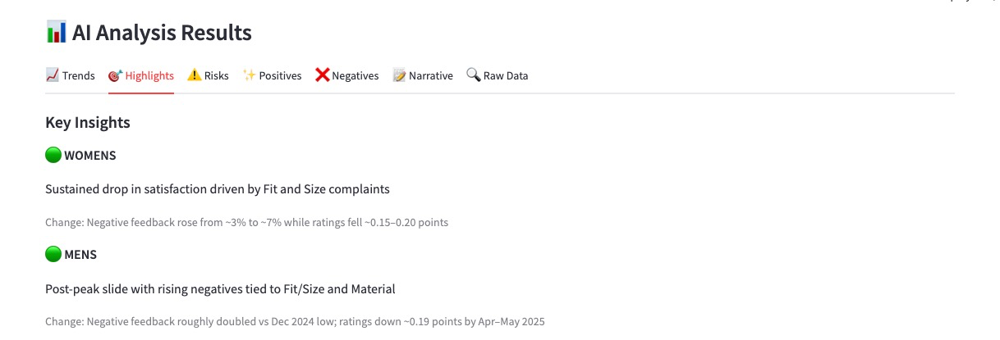 AI Analysis Results
Trends Highlights Risks Positives Negatives Narrative Raw Data
Key Insights
WOMENS
Sustained drop in satisfaction driven by Fit and Size complaints
Change: Negative feedback rose from ~3% to ~7% while ratings fell ~0.15–0.20 points
MENS
Post-peak slide with rising negatives tied to Fit/Size and Material
Change: Negative feedback roughly doubled vs Dec 2024 low; ratings down ~0.19 points by Apr–May 2025